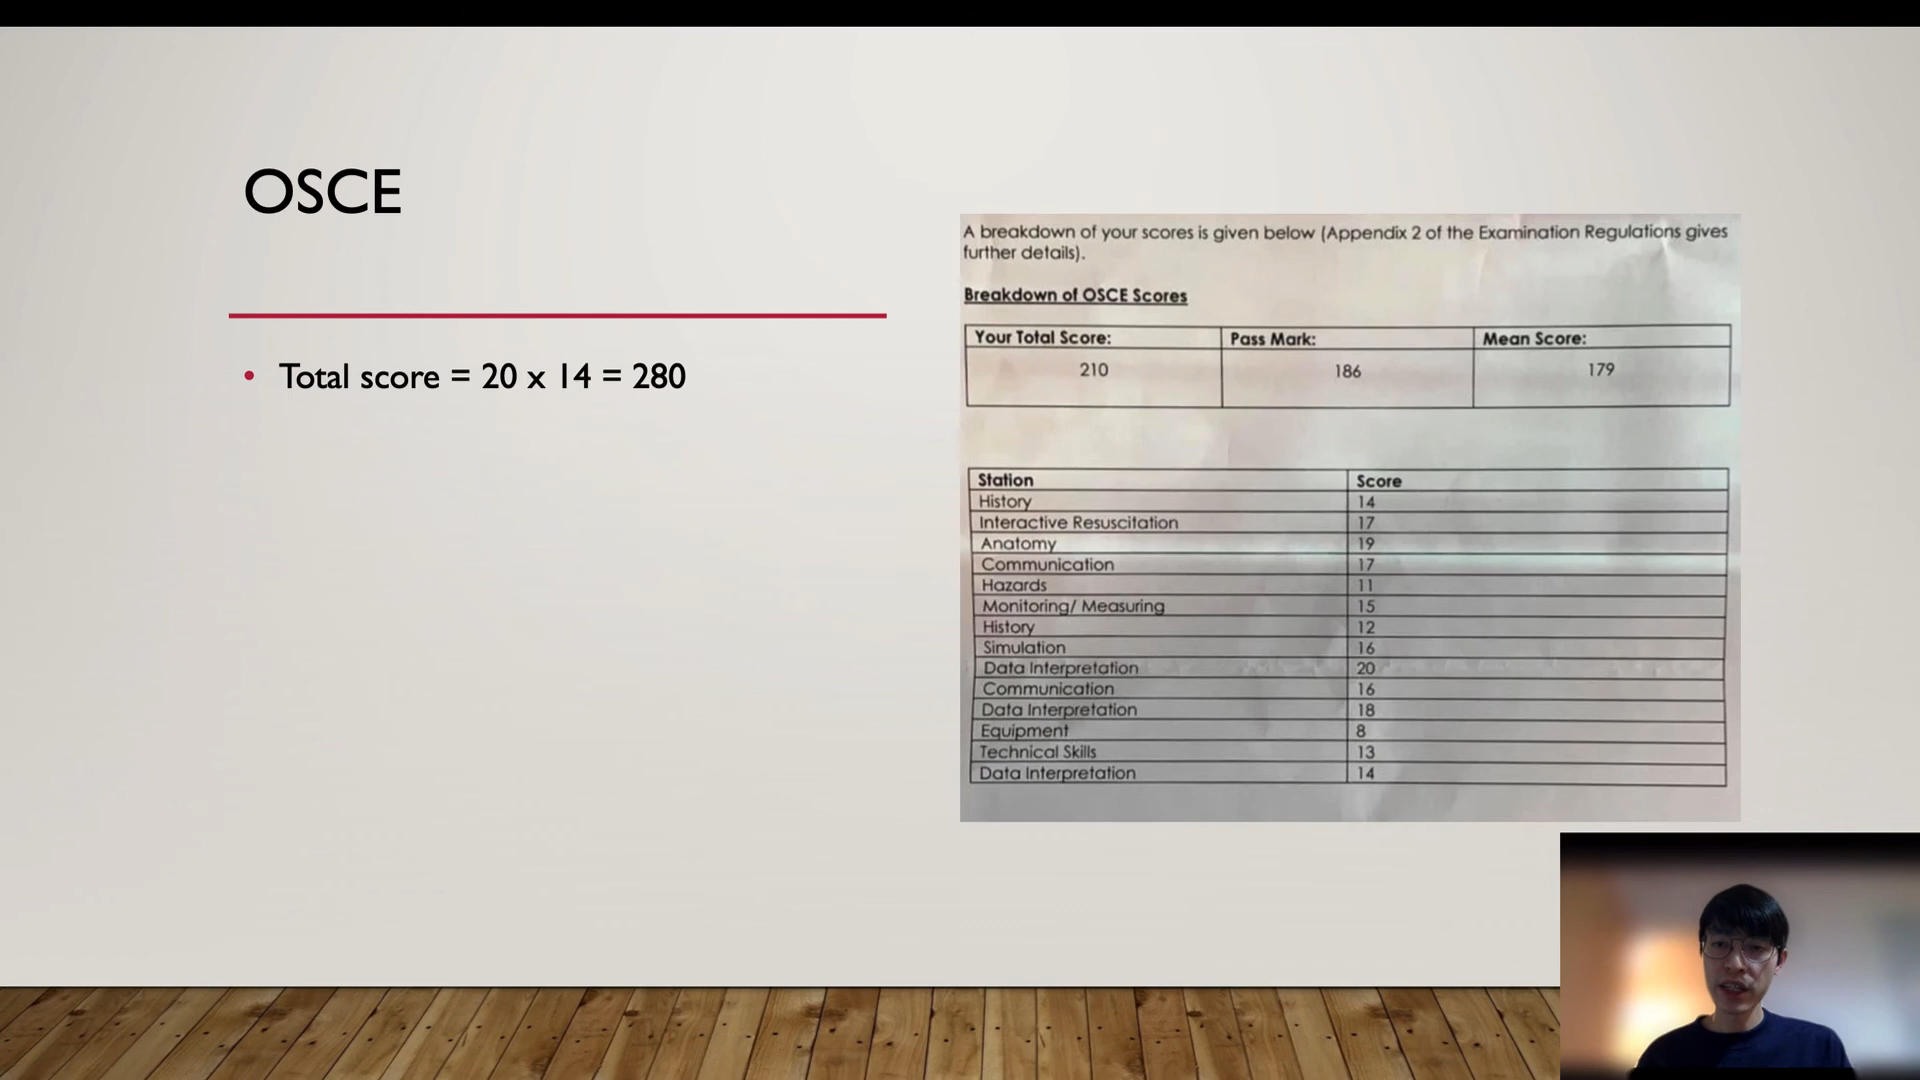 OSCE
• Total score = 20 x 14 = 280
A breakdown of your scores is given below (Appendix 2 of the Examination Regulations gives
further details).
Breakdown of OSCE Scores
Your Total Score: Pass Mark: Mean Score:
210 186 179
Station Score
History 14
Interactive Resuscitation 17
Anatomy 19
Communication 17
Hazards 11
Monitoring/ Measuring 15
History 12
Simulation 16
Data Interpretation 20
Communication 16
Data Interpretation 18
Equipment 8
Technical Skills 13
Data Interpretation 14